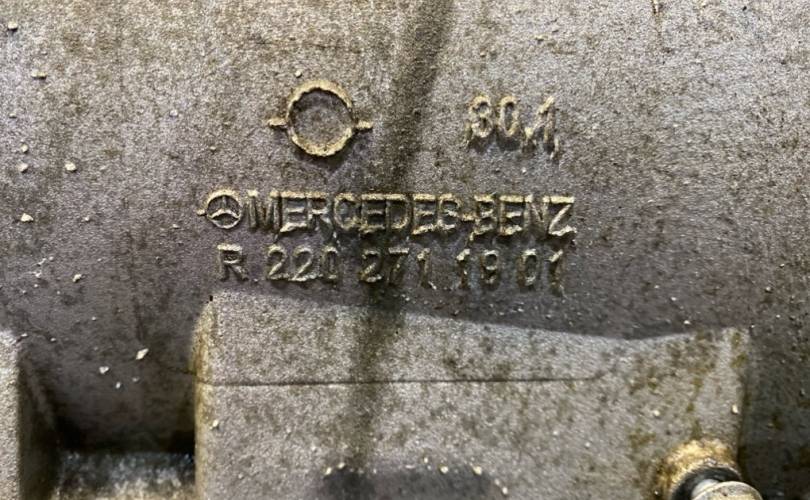 30.1
MERCEDES-BENZ
R 220 271 19 01